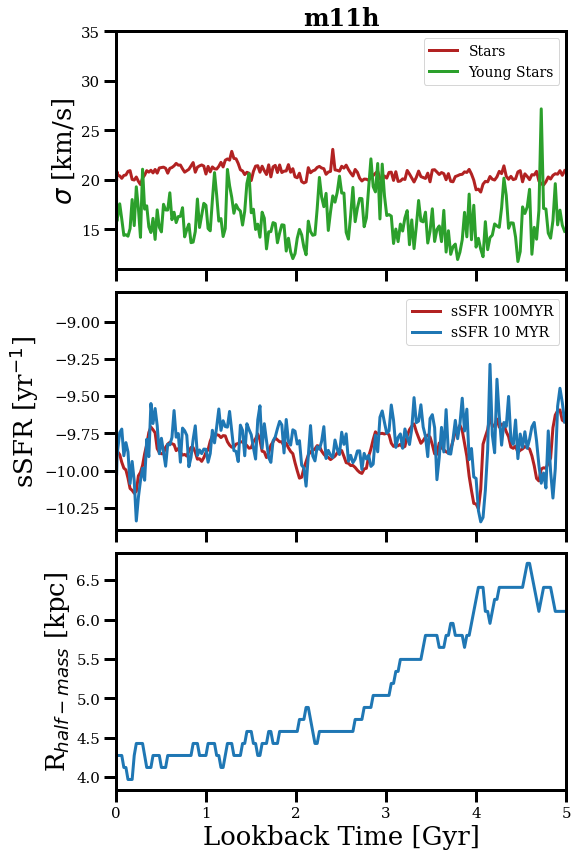 m11h
35
30
25
20
15
σ [km/s]
Stars
Young Stars
−9.00
−9.25
−9.50
−9.75
−10.00
−10.25
sSFR [yr⁻¹]
sSFR 100MYR
sSFR 10 MYR
6.5
6.0
5.5
5.0
4.5
4.0
R_{half−mass} [kpc]
0 1 2 3 4 5
Lookback Time [Gyr]